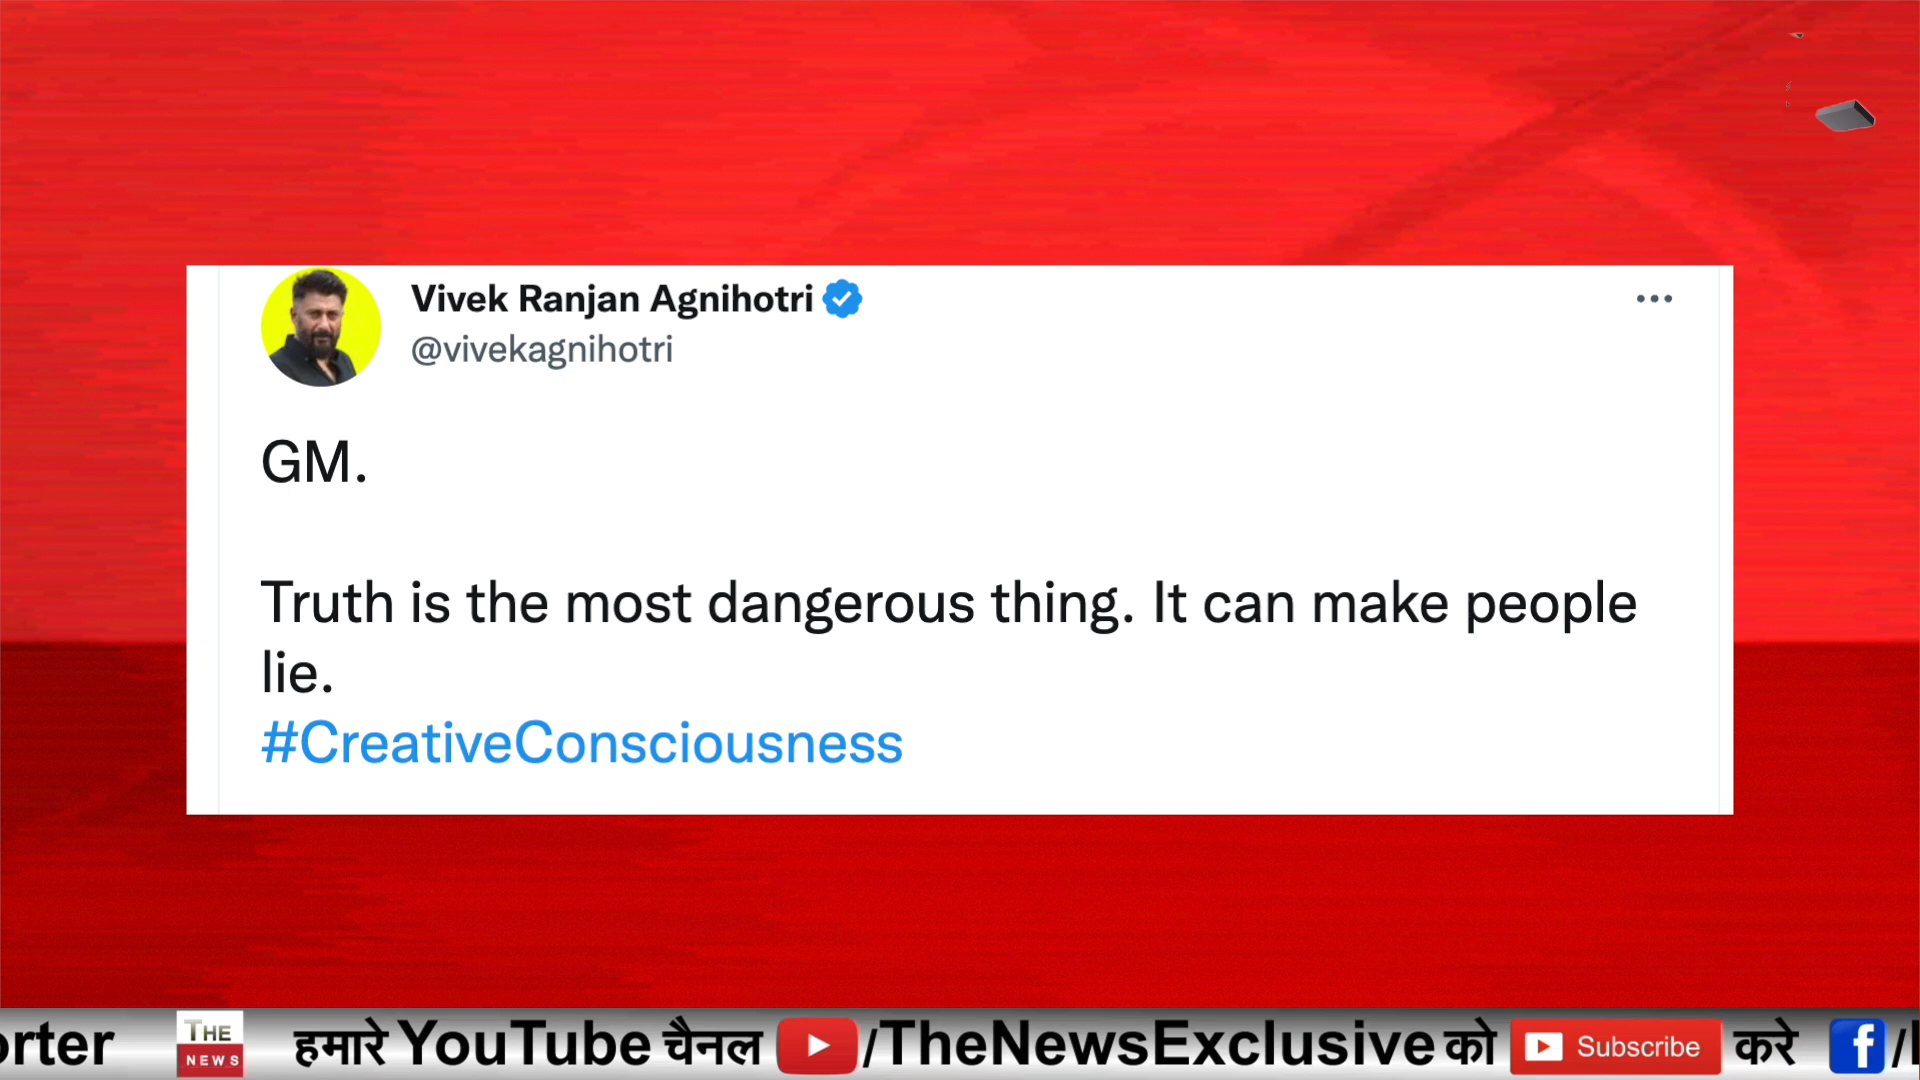 Vivek Ranjan Agnihotri
@vivekagnihotri
GM.
Truth is the most dangerous thing. It can make people
lie.
#CreativeConsciousness
THE
NEWS
हमारे YouTube चैनल /TheNewsExclusive को Subscribe करे